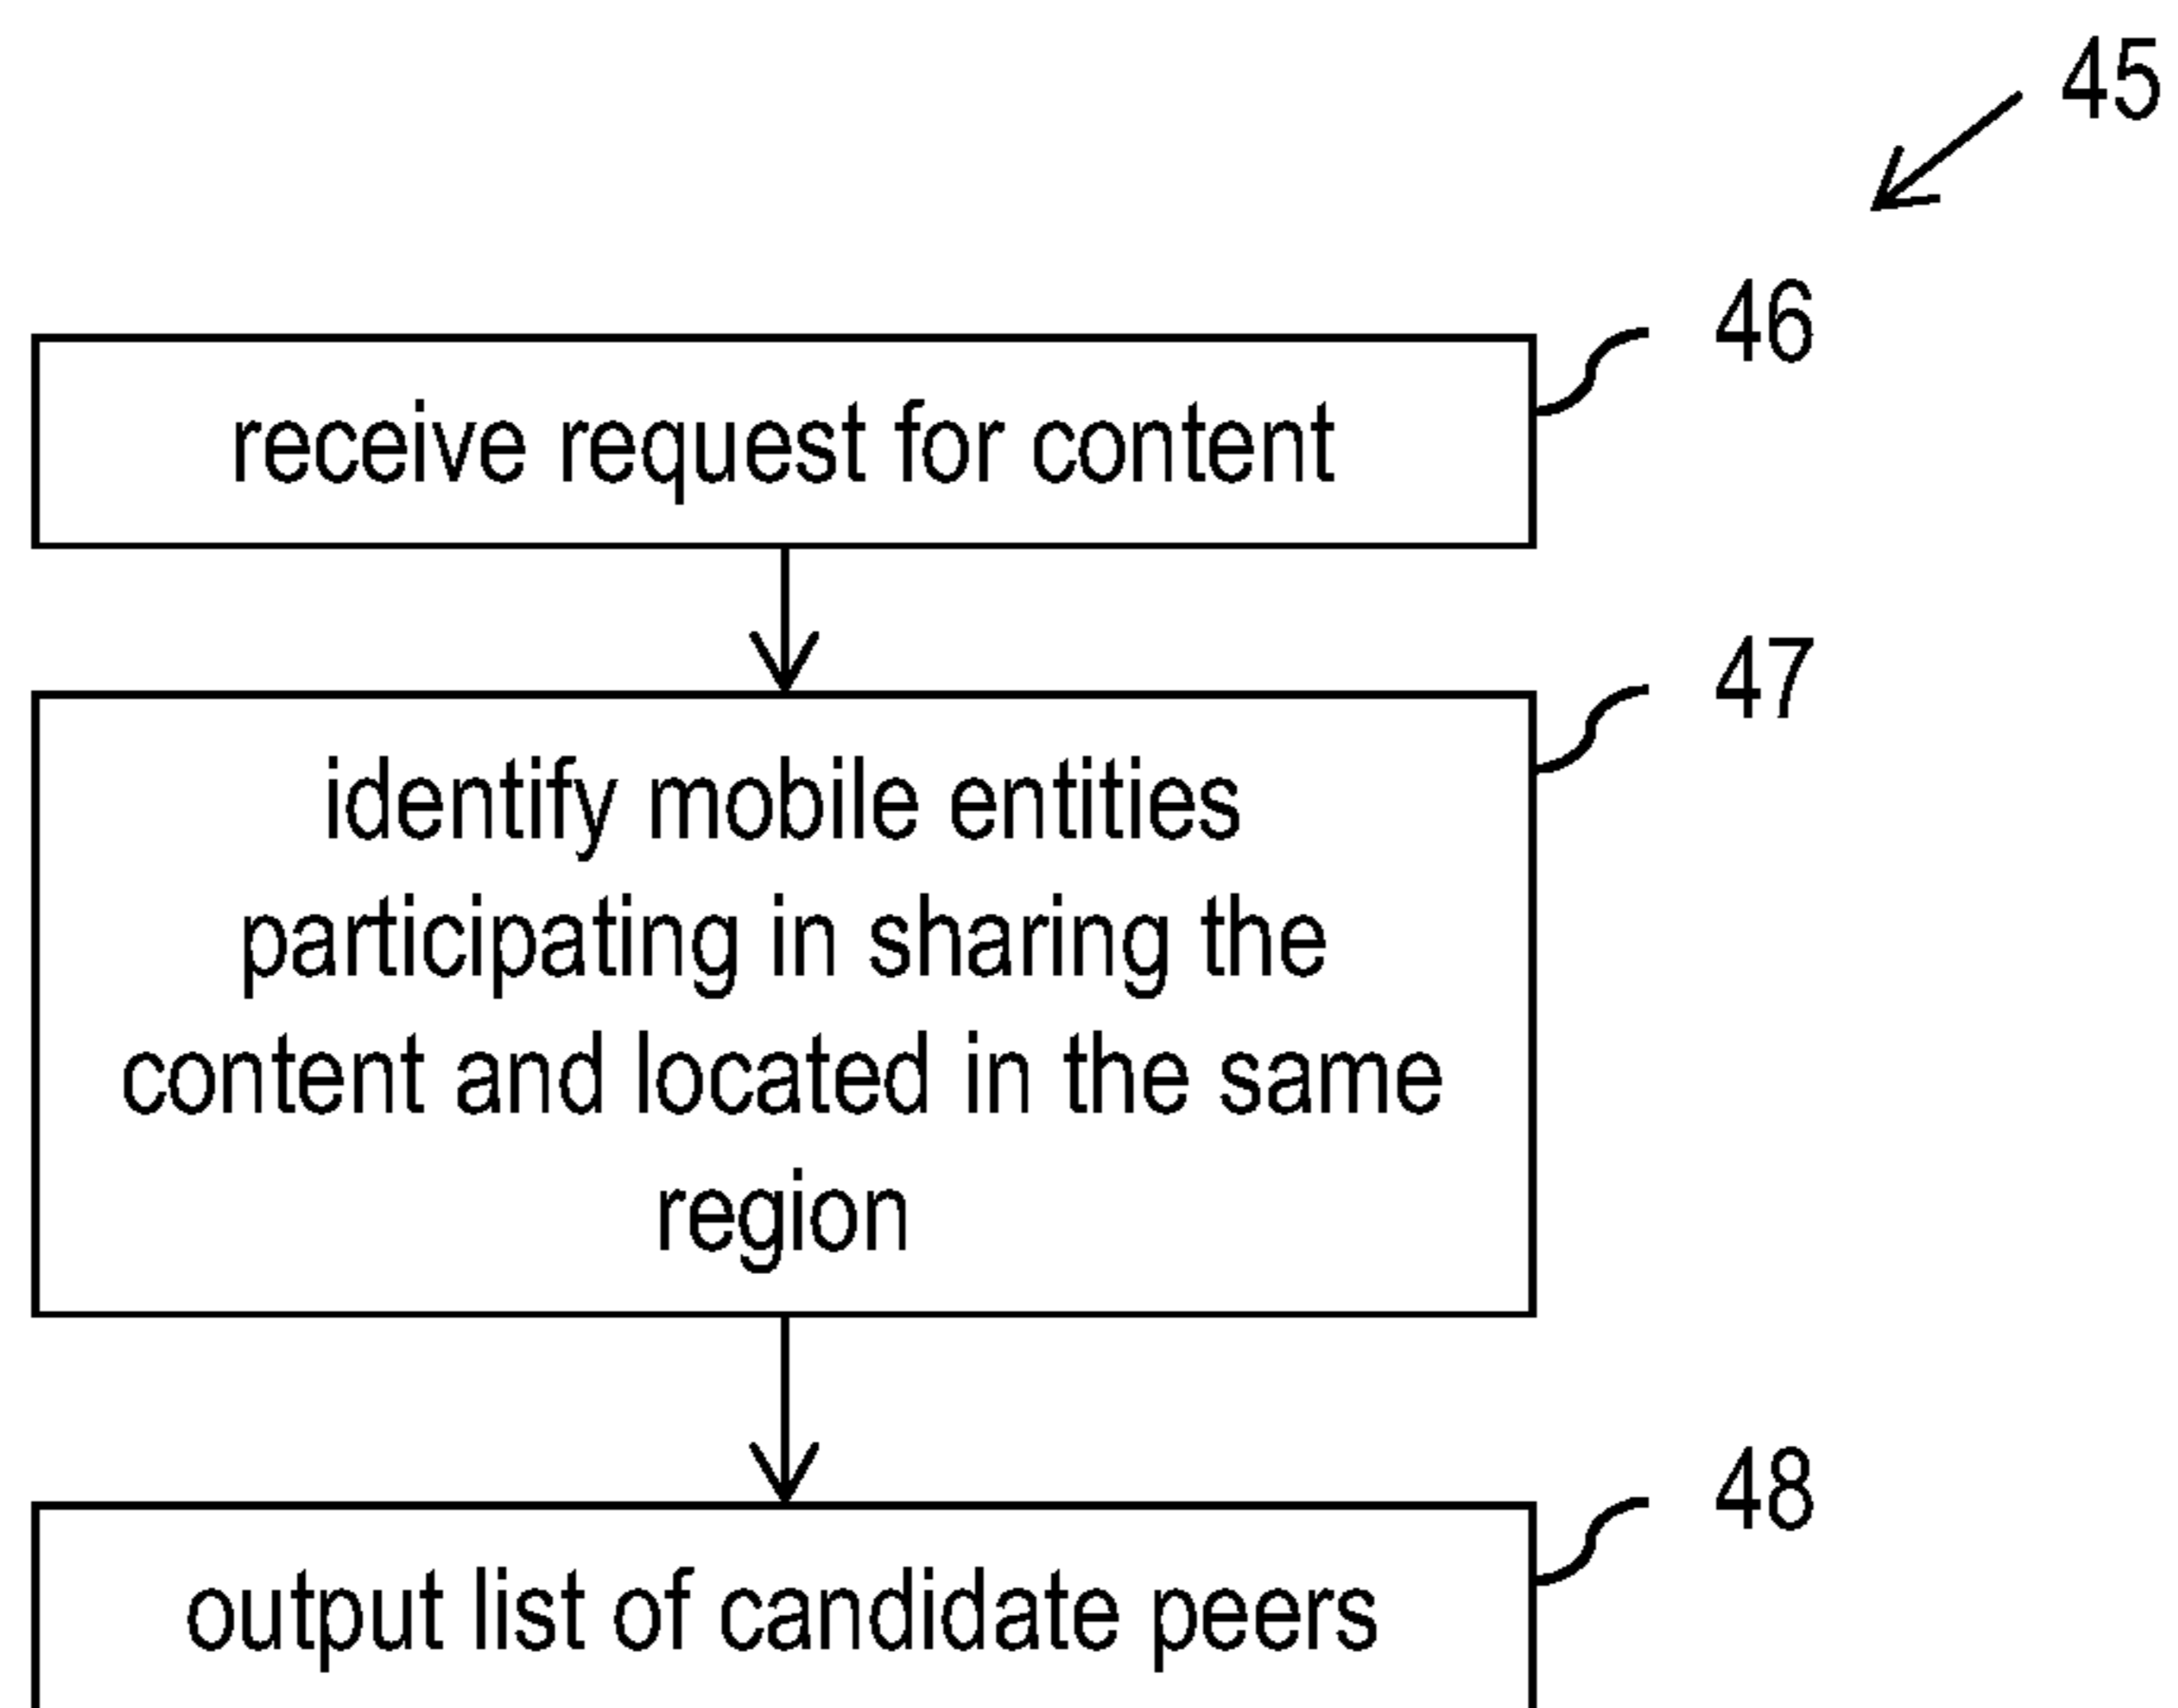 45
46
receive request for content
47
identify mobile entities
participating in sharing the
content and located in the same
region
48
output list of candidate peers